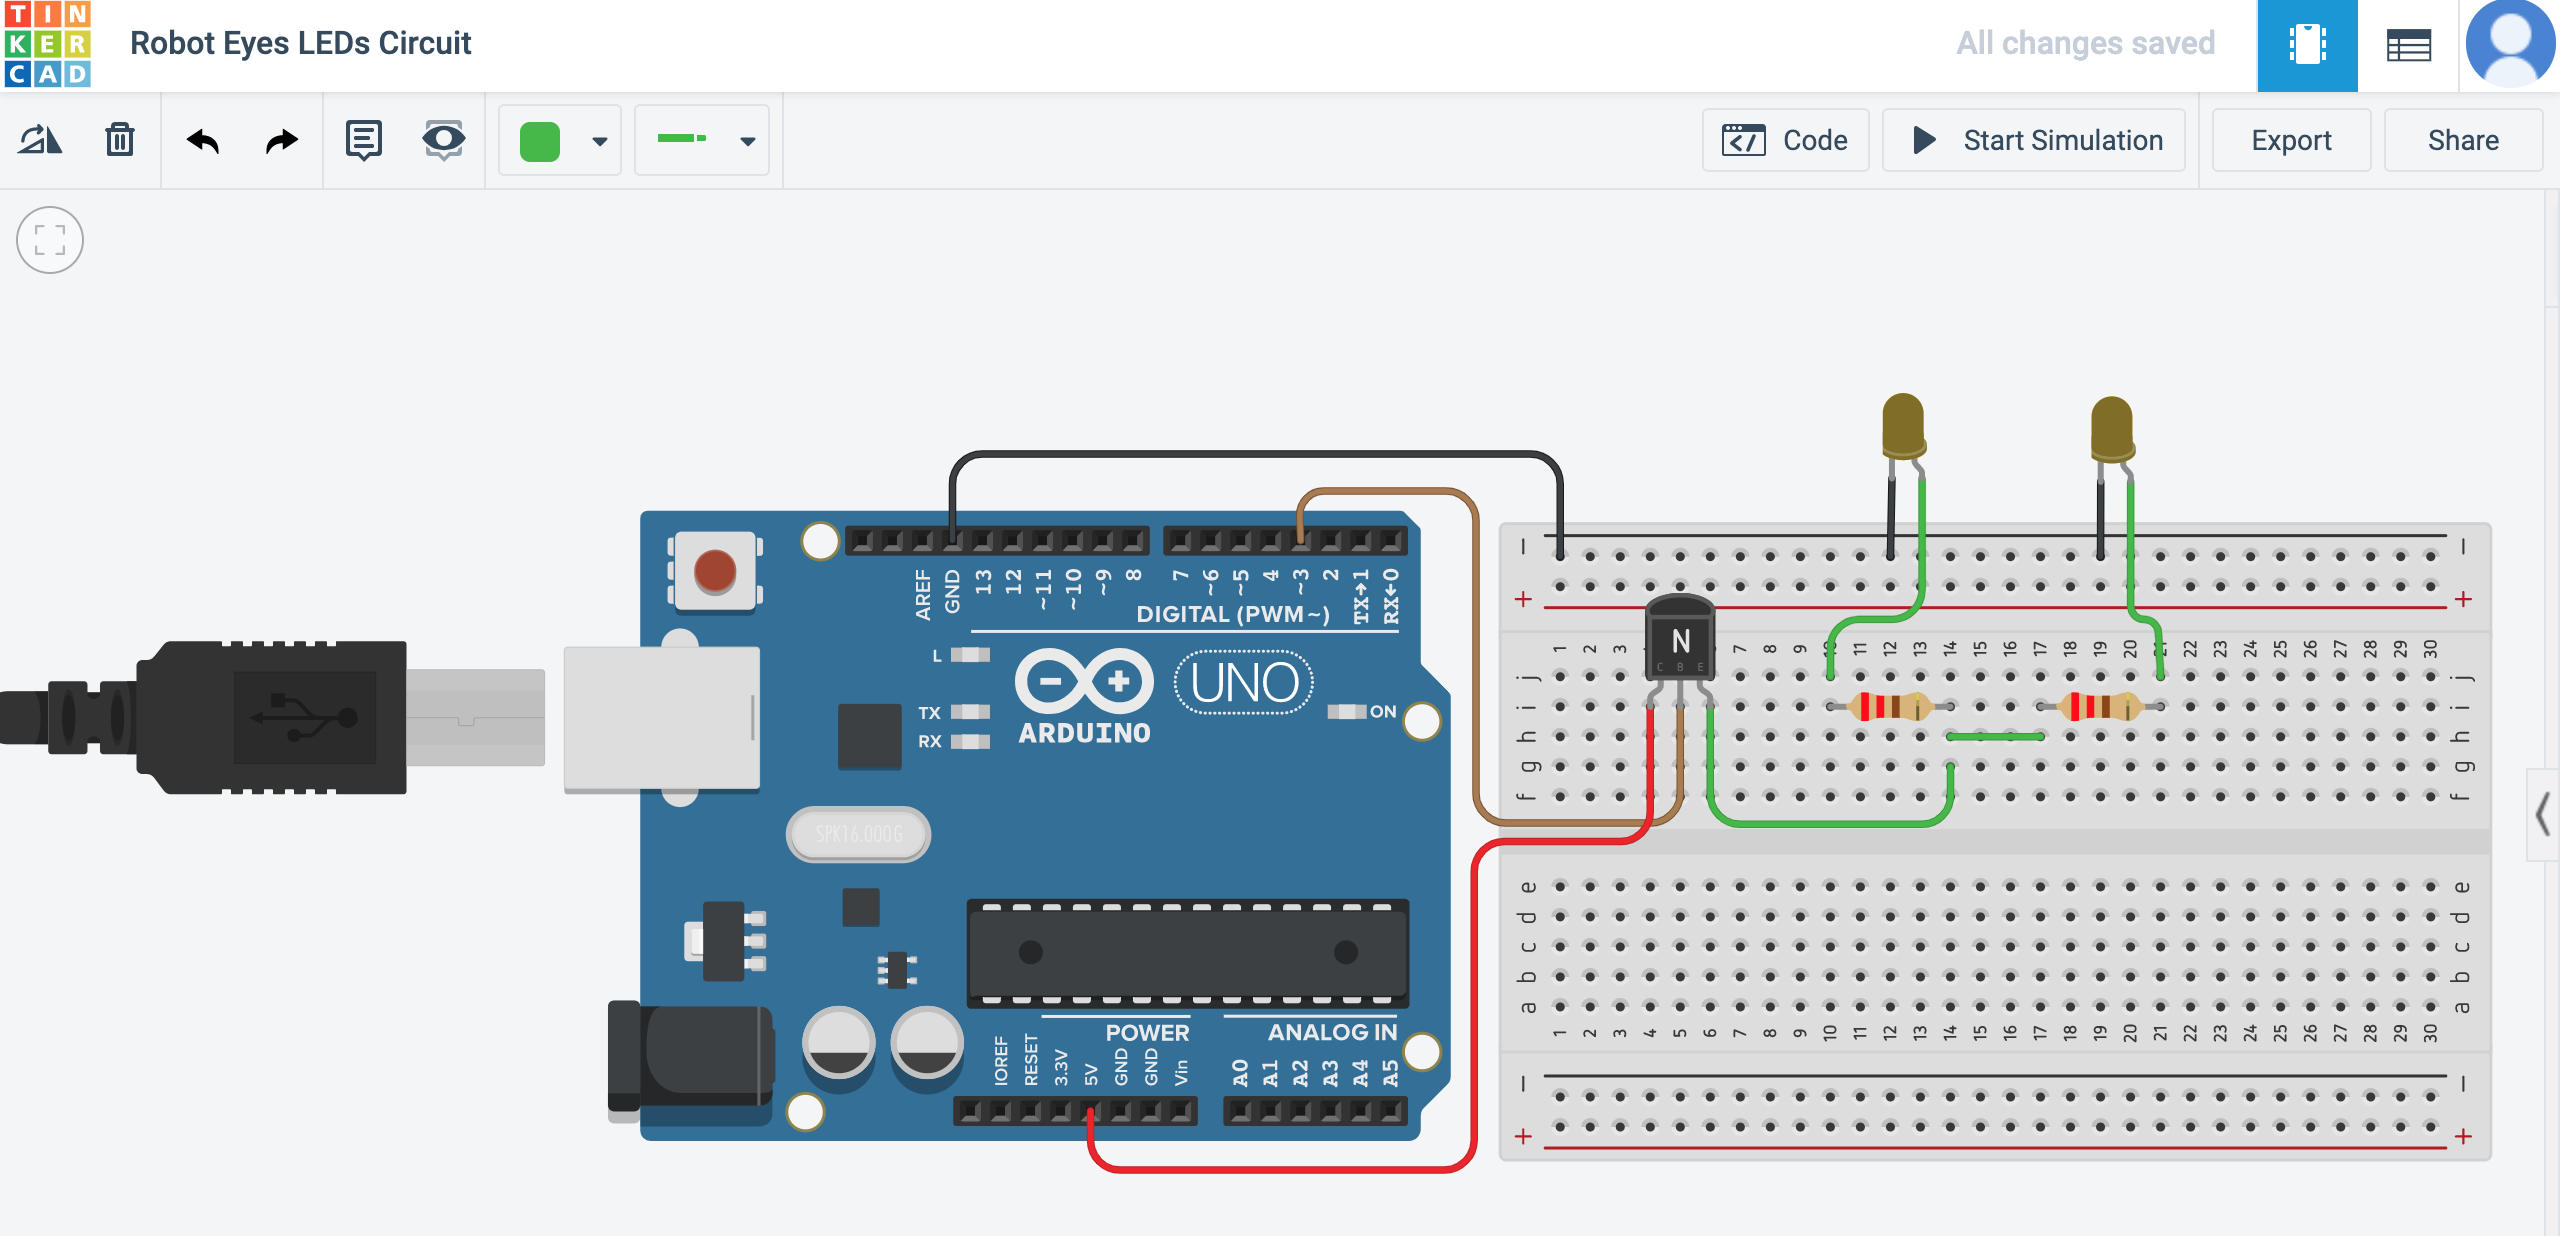 TIN
KER
CAD
Robot Eyes LEDs Circuit
All changes saved
Code
Start Simulation
Export
Share
AREF
GND
13
12
~11
~10
~9
8
7
~6
~5
4
~3
2
TX→1
RX←0
DIGITAL (PWM~)
L
TX
RX
ARDUINO
UNO
ON
SPK16.000G
POWER
ANALOG IN
IOREF
RESET
3.3V
5V
GND
GND
Vin
A0
A1
A2
A3
A4
A5
N
C B E
− −
+ +
1 2 3 7 8 9 11 12 13 14 15 16 17 18 19 20 22 23 24 25 26 27 28 29 30
j j
i i
h h
g g
f f
e e
d d
c c
b b
a a
1 2 3 4 5 6 7 8 9 10 11 12 13 14 15 16 17 18 19 20 21 22 23 24 25 26 27 28 29 30
− −
+ +